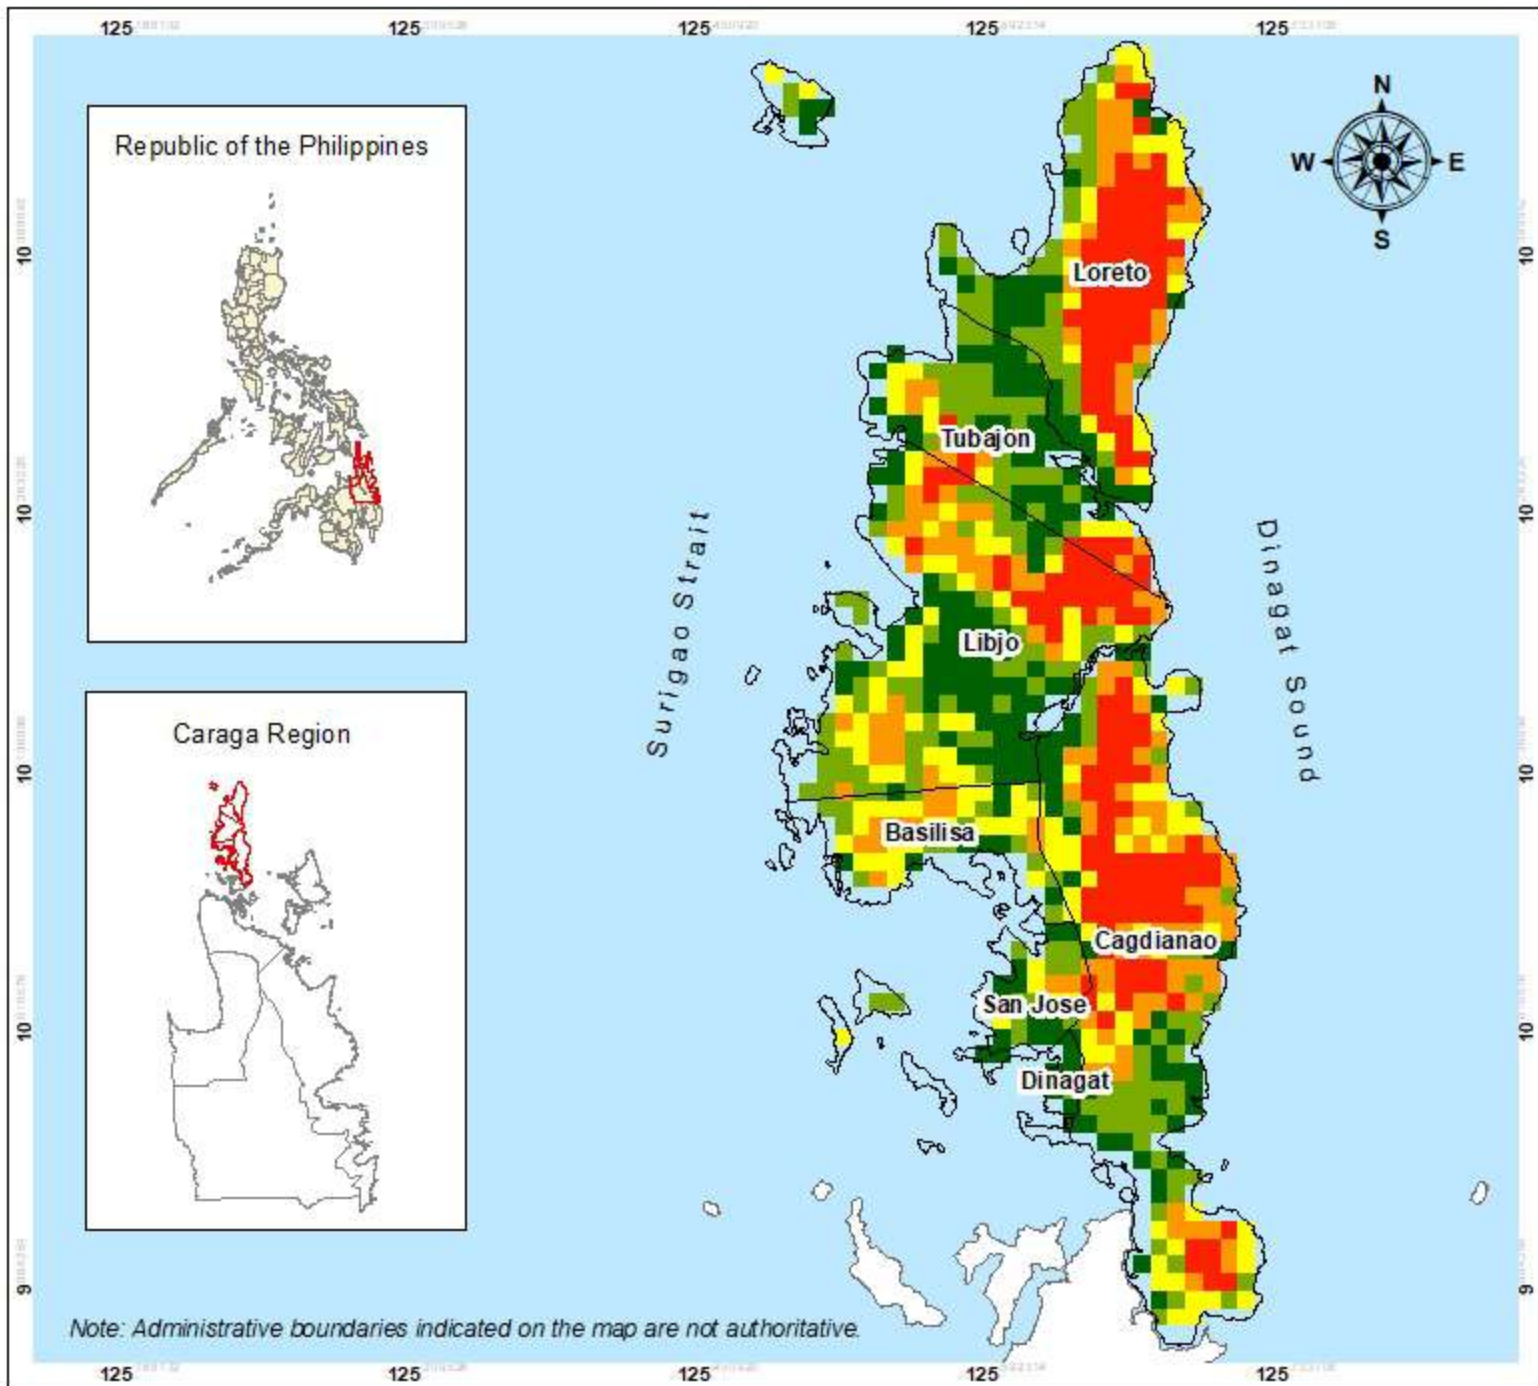 125 125 125 125 125
Republic of the Philippines
N
W E
S
10 10
Loreto
Tubajon
10 10
Surigao Strait
Dinagat Sound
Libjo
Caraga Region
10 10
Basilisa
Cagdianao
San Jose
10 10
Dinagat
9 9
Note: Administrative boundaries indicated on the map are not authoritative.
125 125 125 125 125